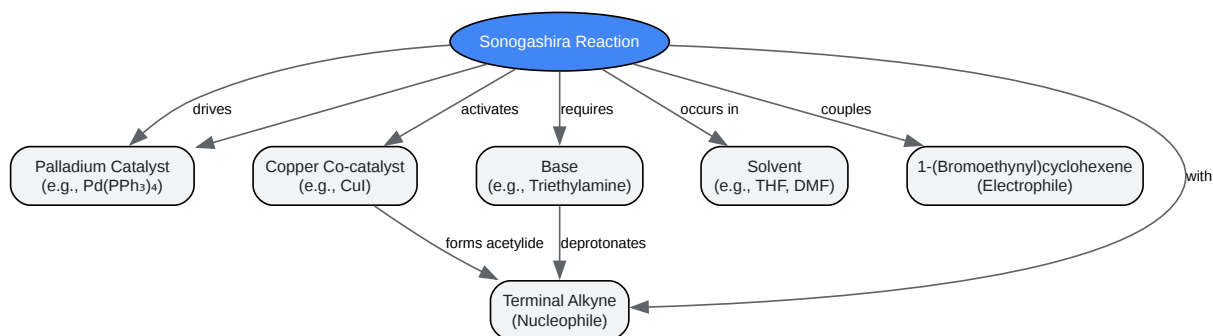 Sonogashira Reaction
drives
activates
requires
occurs in
couples
Palladium Catalyst
(e.g., Pd(PPh₃)₄)
Copper Co-catalyst
(e.g., CuI)
Base
(e.g., Triethylamine)
Solvent
(e.g., THF, DMF)
1-(Bromoethynyl)cyclohexene
(Electrophile)
with
forms acetylide
deprotonates
Terminal Alkyne
(Nucleophile)